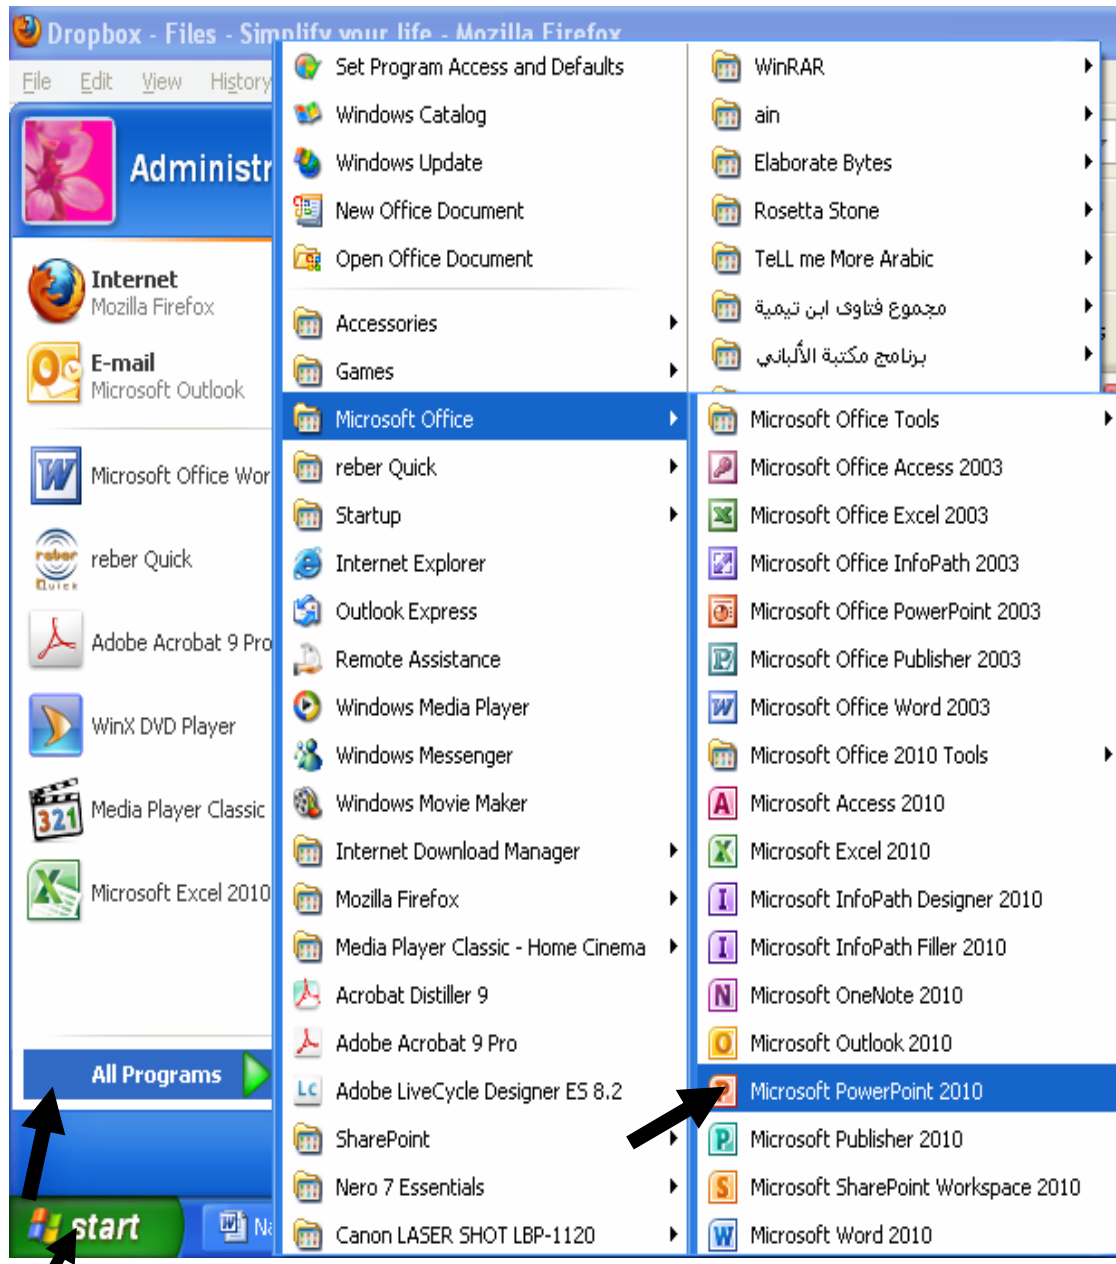 Dropbox - Files - Simplify your life - Mozilla Firefox
File Edit View History
Administr
Internet
Mozilla Firefox
E-mail
Microsoft Outlook
Microsoft Office Wor
reber Quick
Adobe Acrobat 9 Pro
WinX DVD Player
321
Media Player Classic
Microsoft Excel 2010
All Programs
start
Set Program Access and Defaults
Windows Catalog
Windows Update
New Office Document
Open Office Document
Accessories
Games
Microsoft Office
reber Quick
Startup
Internet Explorer
Outlook Express
Remote Assistance
Windows Media Player
Windows Messenger
Windows Movie Maker
Internet Download Manager
Mozilla Firefox
Media Player Classic - Home Cinema
Acrobat Distiller 9
Adobe Acrobat 9 Pro
Adobe LiveCycle Designer ES 8.2
SharePoint
Nero 7 Essentials
Canon LASER SHOT LBP-1120
WinRAR
ain
Elaborate Bytes
Rosetta Stone
TeLL me More Arabic
مجموع فتاوى ابن تيمية
برنامج مكتبة الألباني
Microsoft Office Tools
Microsoft Office Access 2003
Microsoft Office Excel 2003
Microsoft Office InfoPath 2003
Microsoft Office PowerPoint 2003
Microsoft Office Publisher 2003
Microsoft Office Word 2003
Microsoft Office 2010 Tools
Microsoft Access 2010
Microsoft Excel 2010
Microsoft InfoPath Designer 2010
Microsoft InfoPath Filler 2010
Microsoft OneNote 2010
Microsoft Outlook 2010
Microsoft PowerPoint 2010
Microsoft Publisher 2010
Microsoft SharePoint Workspace 2010
Microsoft Word 2010